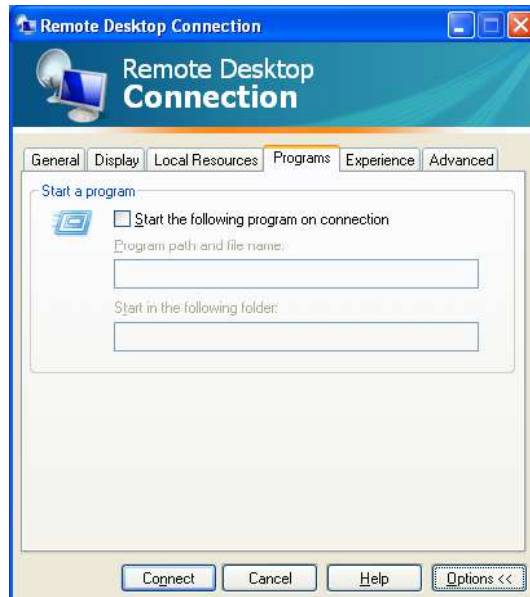 Remote Desktop Connection
Remote Desktop
Connection
General Display Local Resources Programs Experience Advanced
Start a program
Start the following program on connection
Program path and file name:
Start in the following folder:
Connect Cancel Help Options <<